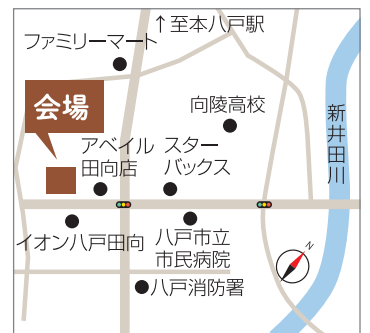 ↑至本八戸駅
ファミリーマート
会場
向陵高校
新井田川
アベイル
田向店
スター
バックス
イオン八戸田向
八戸市立
市民病院
N
八戸消防署